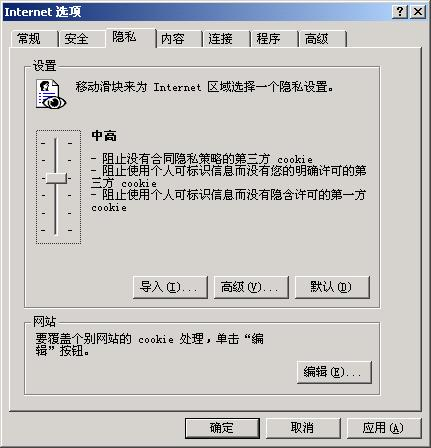 Internet 选项
常规 安全 隐私 内容 连接 程序 高级
设置
移动滑块来为 Internet 区域选择一个隐私设置。
中高
- 阻止没有合同隐私策略的第三方 cookie
- 阻止使用个人可标识信息而没有您的明确许可的第
三方 cookie
- 阻止使用个人可标识信息而没有隐含许可的第一方
cookie
导入(I)... 高级(V)... 默认(D)
网站
要覆盖个别网站的 cookie 处理，单击“编
辑”按钮。
编辑(E)...
确定 取消 应用(A)